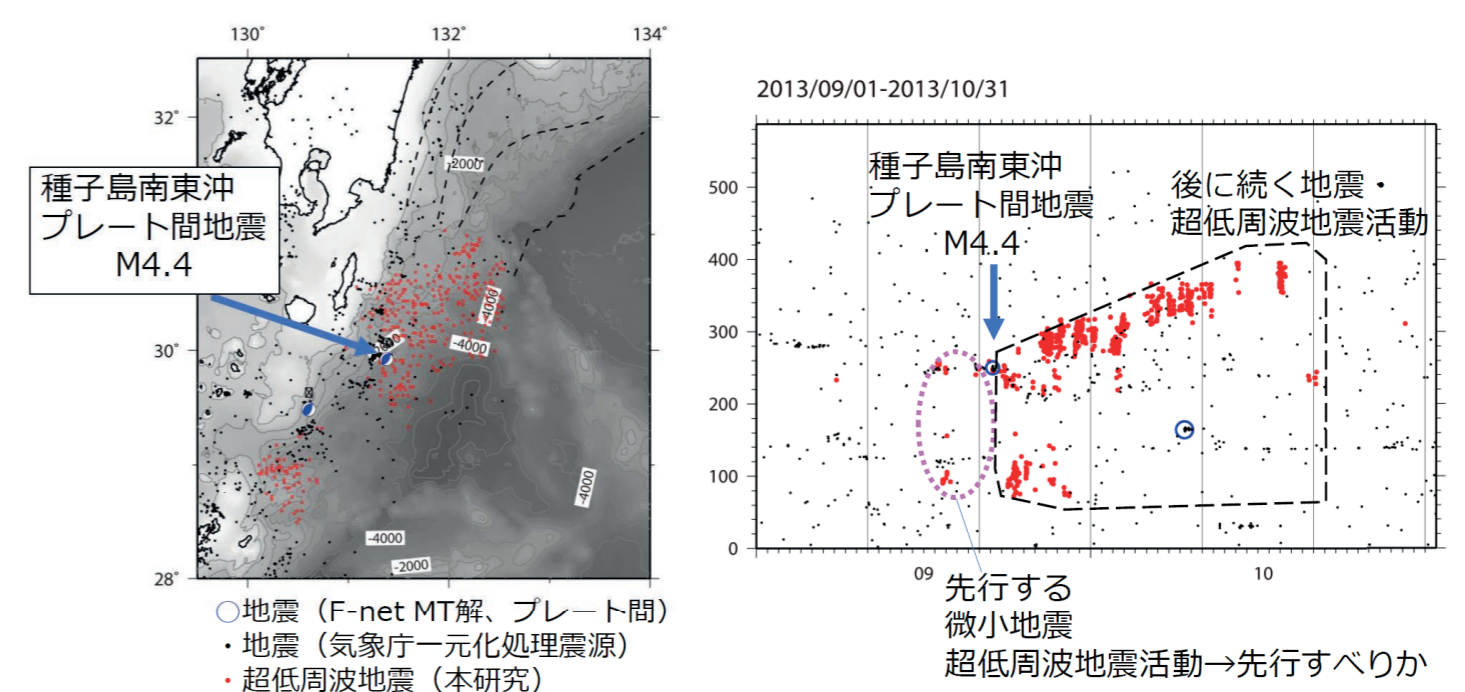 130˚
132˚
134˚
32˚
30˚
28˚
-2000
-4000
-4000
-4000
-4000
-2000
種子島南東沖
プレート間地震
M4.4
○地震（F-net MT解、プレート間）
・地震（気象庁一元化処理震源）
・超低周波地震（本研究）
2013/09/01-2013/10/31
500
400
300
200
100
0
09
10
種子島南東沖
プレート間地震
M4.4
後に続く地震・
超低周波地震活動
先行する
微小地震
超低周波地震活動→先行すべりか